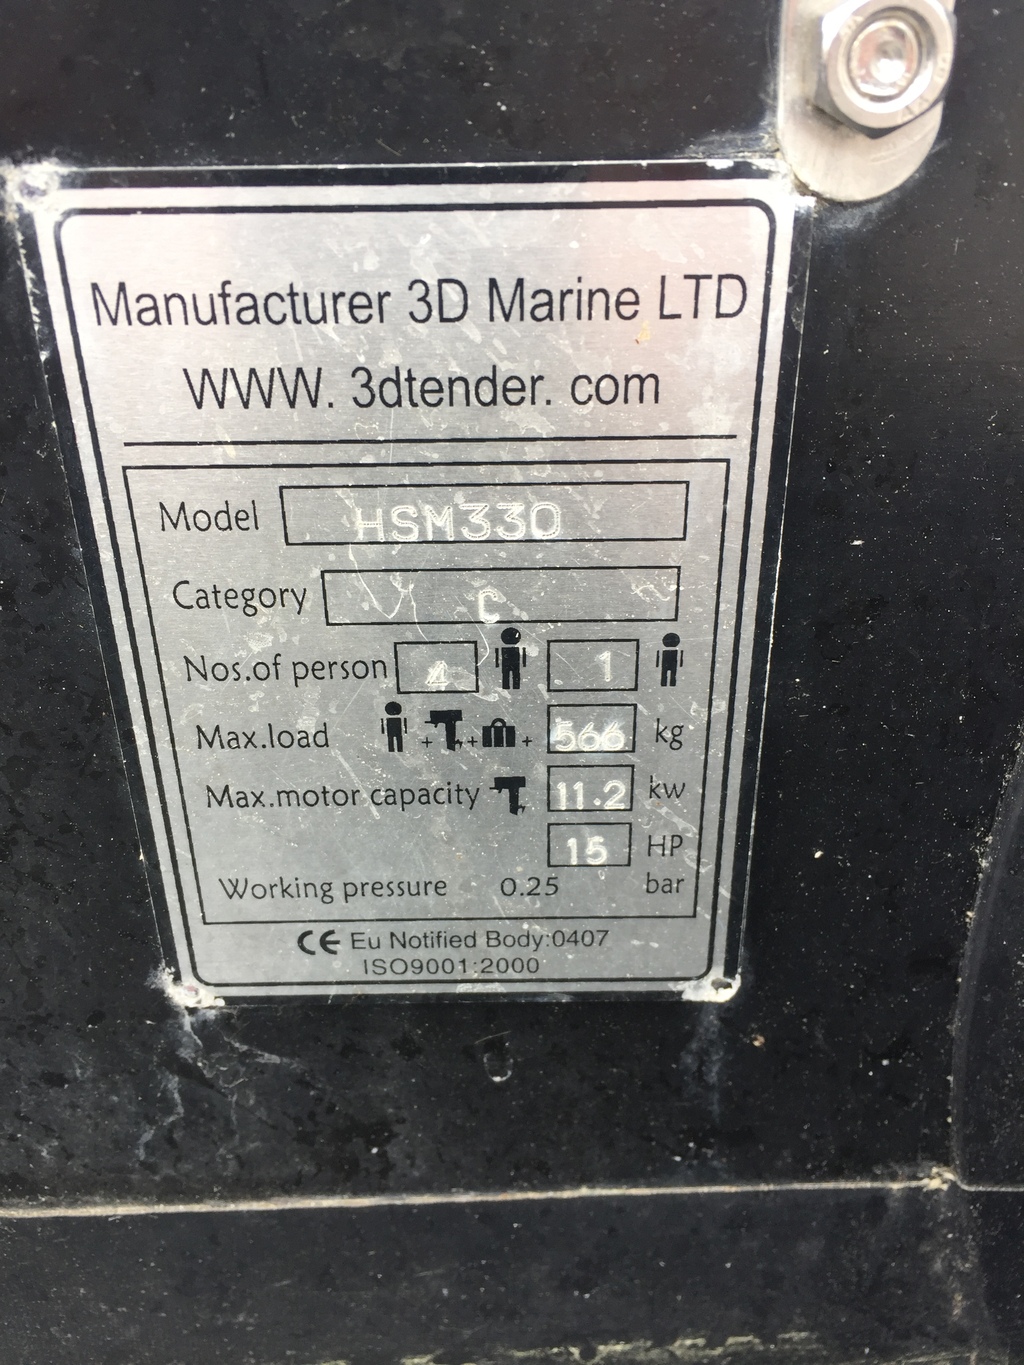 Manufacturer 3D Marine LTD
WWW. 3dtender. com
Model HSM330
Category C
Nos.of person 4 1
Max.load + + + 566 kg
Max.motor capacity 11.2 kw
15 HP
Working pressure 0.25 bar
CE Eu Notified Body:0407
ISO9001:2000